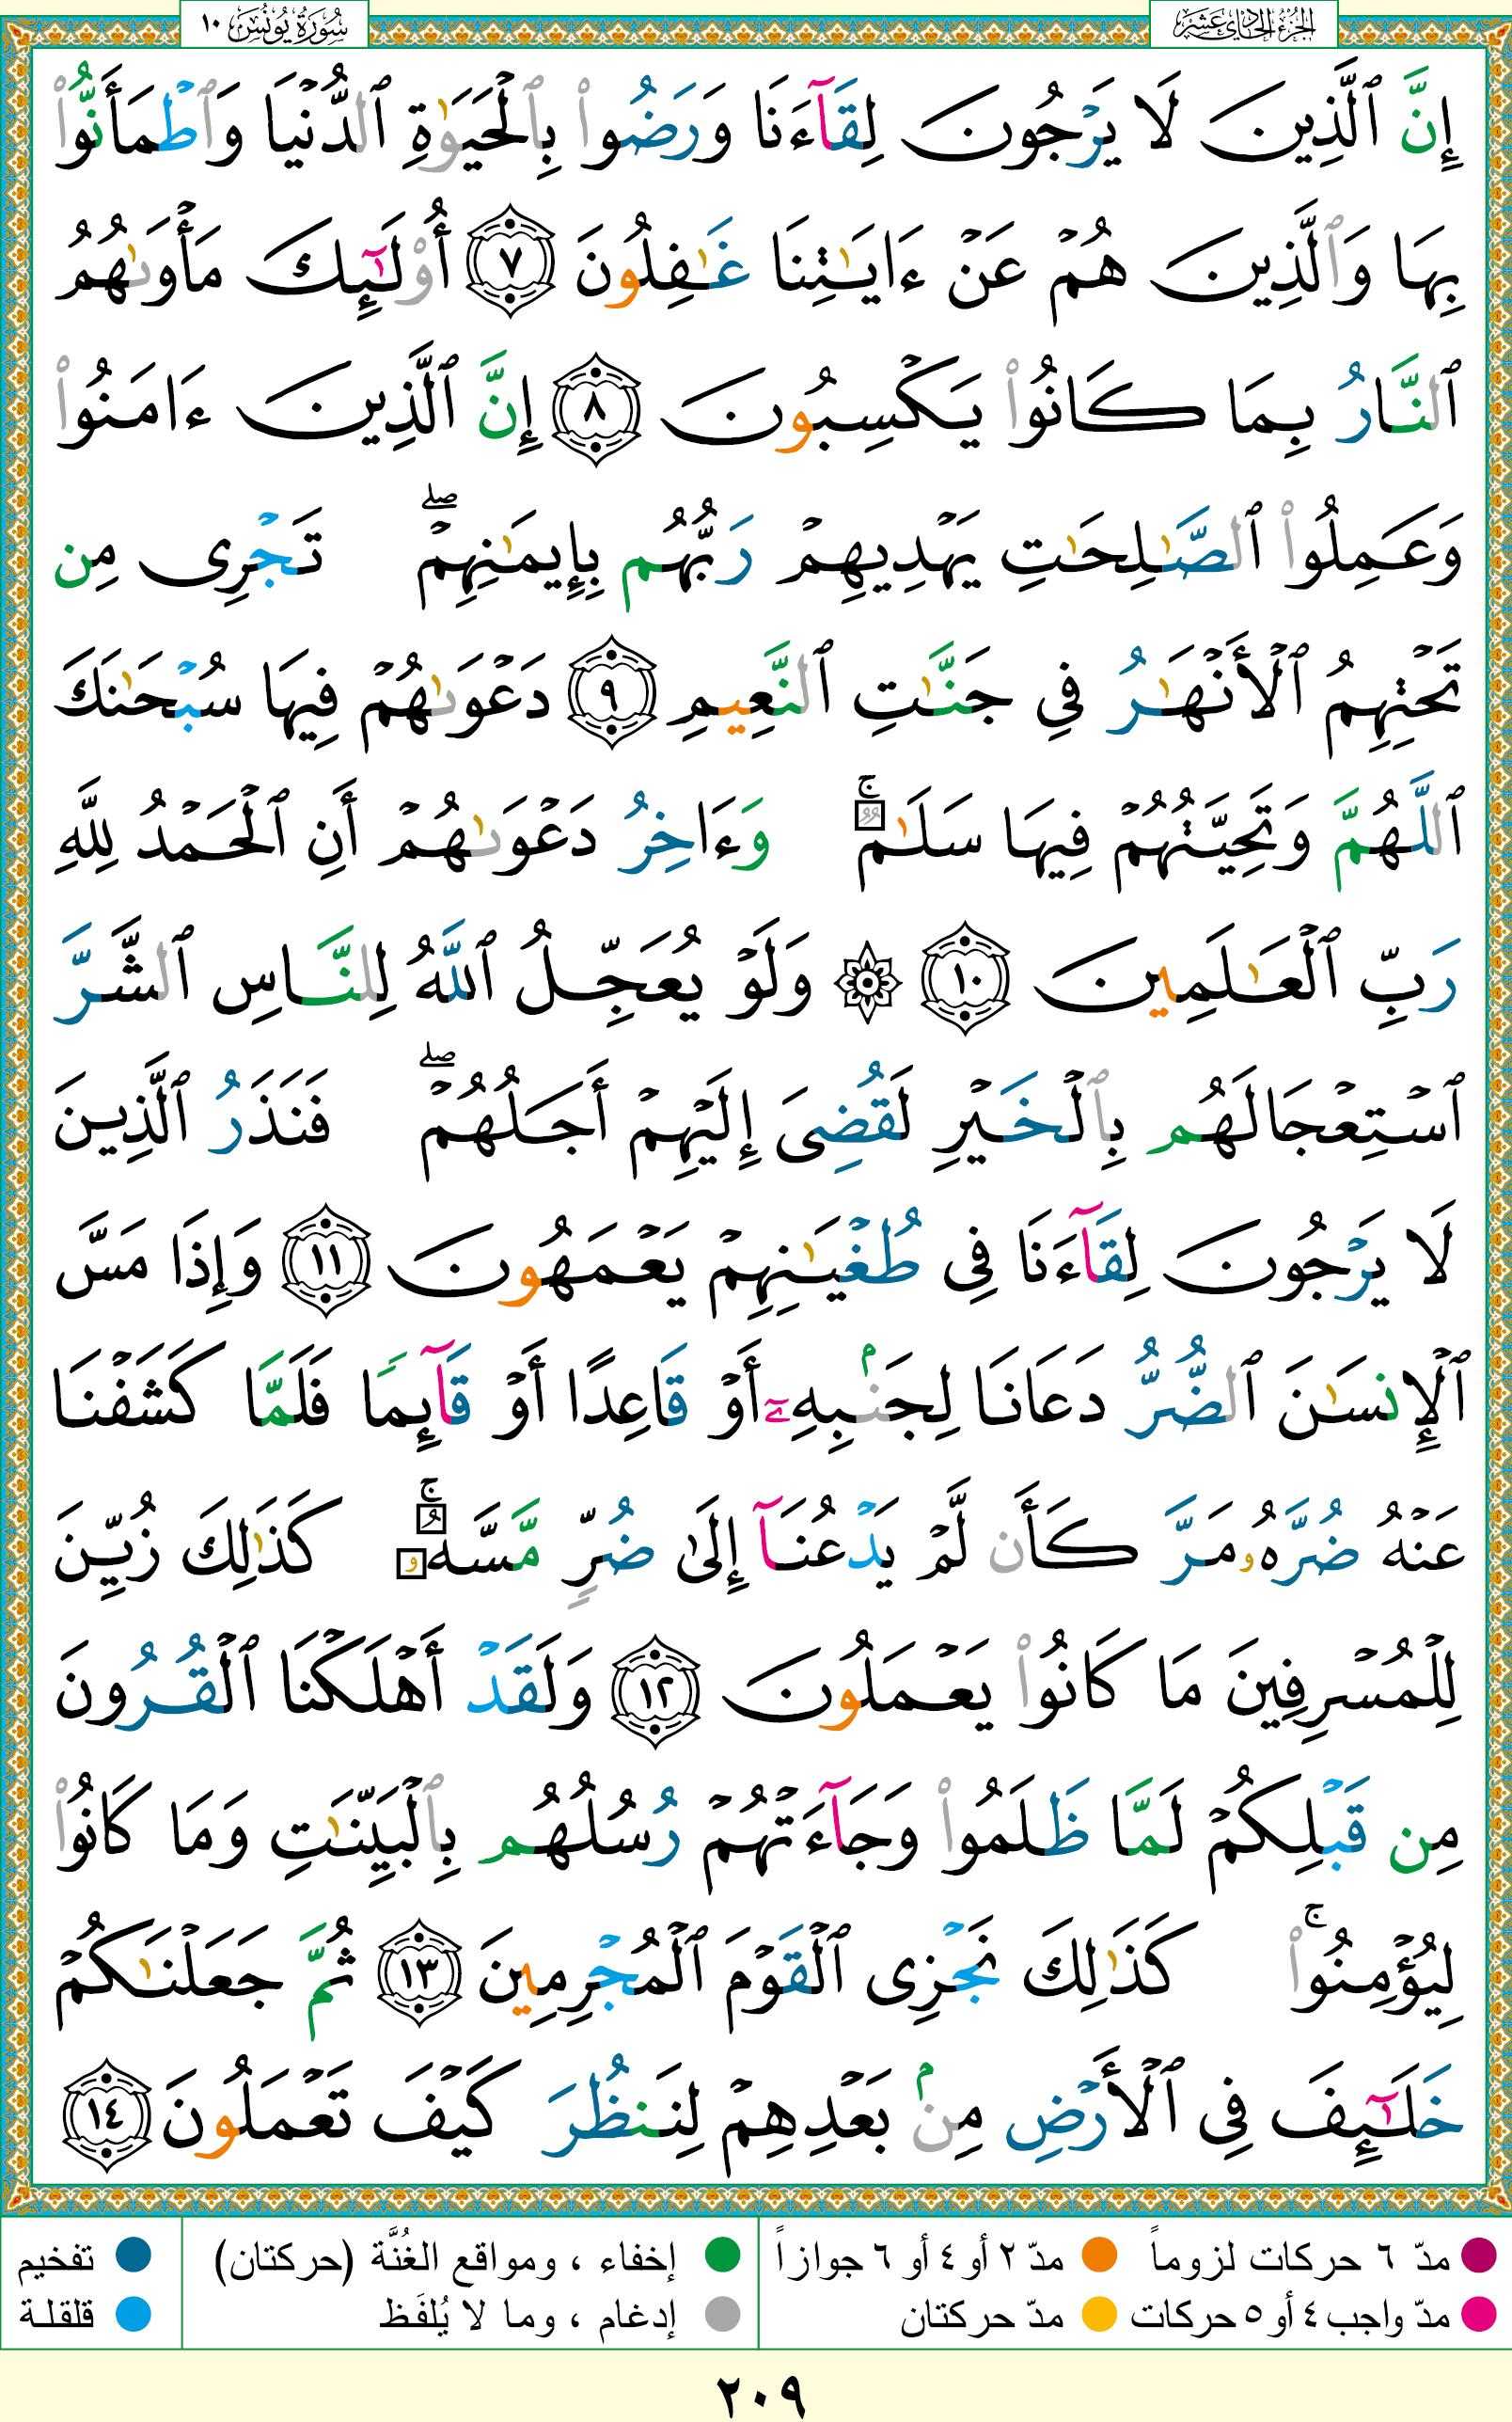 الجزء الحادي عشر
سورة يونس ١٠
إِنَّ ٱلَّذِينَ لَا يَرْجُونَ لِقَآءَنَا وَرَضُوا۟ بِٱلْحَيَوٰةِ ٱلدُّنْيَا وَٱطْمَأَنُّوا۟
بِهَا وَٱلَّذِينَ هُمْ عَنْ ءَايَـٰتِنَا غَـٰفِلُونَ ٧ أُو۟لَـٰٓئِكَ مَأْوَىٰهُمُ
ٱلنَّارُ بِمَا كَانُوا۟ يَكْسِبُونَ ٨ إِنَّ ٱلَّذِينَ ءَامَنُوا۟
وَعَمِلُوا۟ ٱلصَّـٰلِحَـٰتِ يَهْدِيهِمْ رَبُّهُم بِإِيمَـٰنِهِمْ ۖ تَجْرِى مِن
تَحْتِهِمُ ٱلْأَنْهَـٰرُ فِى جَنَّـٰتِ ٱلنَّعِيمِ ٩ دَعْوَىٰهُمْ فِيهَا سُبْحَـٰنَكَ
ٱللَّهُمَّ وَتَحِيَّتُهُمْ فِيهَا سَلَـٰمٌ ۚ وَءَاخِرُ دَعْوَىٰهُمْ أَنِ ٱلْحَمْدُ لِلَّهِ
رَبِّ ٱلْعَـٰلَمِينَ ١٠ ۞ وَلَوْ يُعَجِّلُ ٱللَّهُ لِلنَّاسِ ٱلشَّرَّ
ٱسْتِعْجَالَهُم بِٱلْخَيْرِ لَقُضِىَ إِلَيْهِمْ أَجَلُهُمْ ۖ فَنَذَرُ ٱلَّذِينَ
لَا يَرْجُونَ لِقَآءَنَا فِى طُغْيَـٰنِهِمْ يَعْمَهُونَ ١١ وَإِذَا مَسَّ
ٱلْإِنسَـٰنَ ٱلضُّرُّ دَعَانَا لِجَنۢبِهِۦٓ أَوْ قَاعِدًا أَوْ قَآئِمًا فَلَمَّا كَشَفْنَا
عَنْهُ ضُرَّهُۥ مَرَّ كَأَن لَّمْ يَدْعُنَآ إِلَىٰ ضُرٍّ مَّسَّهُۥ ۚ كَذَٰلِكَ زُيِّنَ
لِلْمُسْرِفِينَ مَا كَانُوا۟ يَعْمَلُونَ ١٢ وَلَقَدْ أَهْلَكْنَا ٱلْقُرُونَ
مِن قَبْلِكُمْ لَمَّا ظَلَمُوا۟ وَجَآءَتْهُمْ رُسُلُهُم بِٱلْبَيِّنَـٰتِ وَمَا كَانُوا۟
لِيُؤْمِنُوا۟ ۚ كَذَٰلِكَ نَجْزِى ٱلْقَوْمَ ٱلْمُجْرِمِينَ ١٣ ثُمَّ جَعَلْنَـٰكُمْ
خَلَـٰٓئِفَ فِى ٱلْأَرْضِ مِنۢ بَعْدِهِمْ لِنَنظُرَ كَيْفَ تَعْمَلُونَ ١٤
مدّ ٦ حركات لزوماً مدّ ٢ أو ٤ أو ٦ جوازاً إخفاء ، ومواقع الغُنَّة (حركتان) تفخيم
مدّ واجب ٤ أو ٥ حركات مدّ حركتان إدغام ، وما لا يُلفَظ قلقلة
٢٠٩